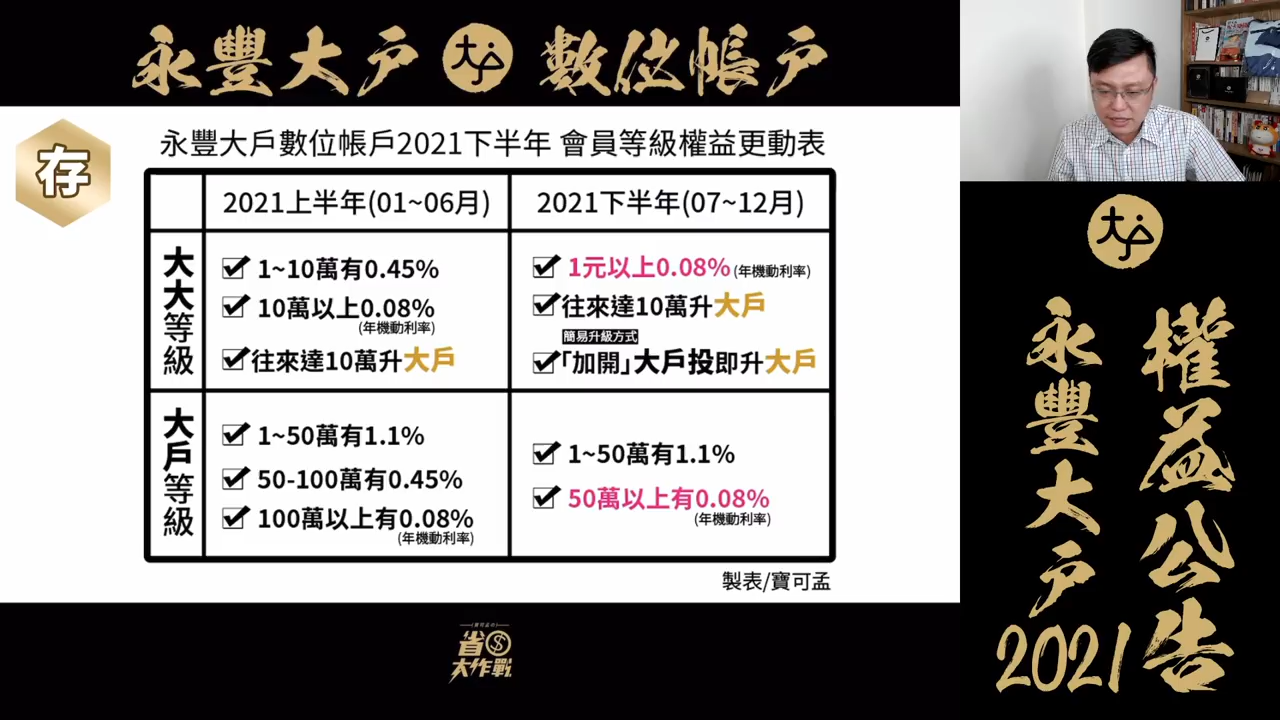 永豐大戶 大戶 數位帳戶
存
永豐大戶數位帳戶2021下半年 會員等級權益更動表
2021上半年(01~06月)
2021下半年(07~12月)
大大等級
1~10萬有0.45%
10萬以上0.08%
(年機動利率)
往來達10萬升大戶
1元以上0.08% (年機動利率)
往來達10萬升大戶
簡易升級方式
「加開」大戶投即升大戶
大戶等級
1~50萬有1.1%
50-100萬有0.45%
100萬以上有0.08%
(年機動利率)
1~50萬有1.1%
50萬以上有0.08%
(年機動利率)
製表/寶可孟
省$
大作戰
大戶
權益公告
永豐大戶2021